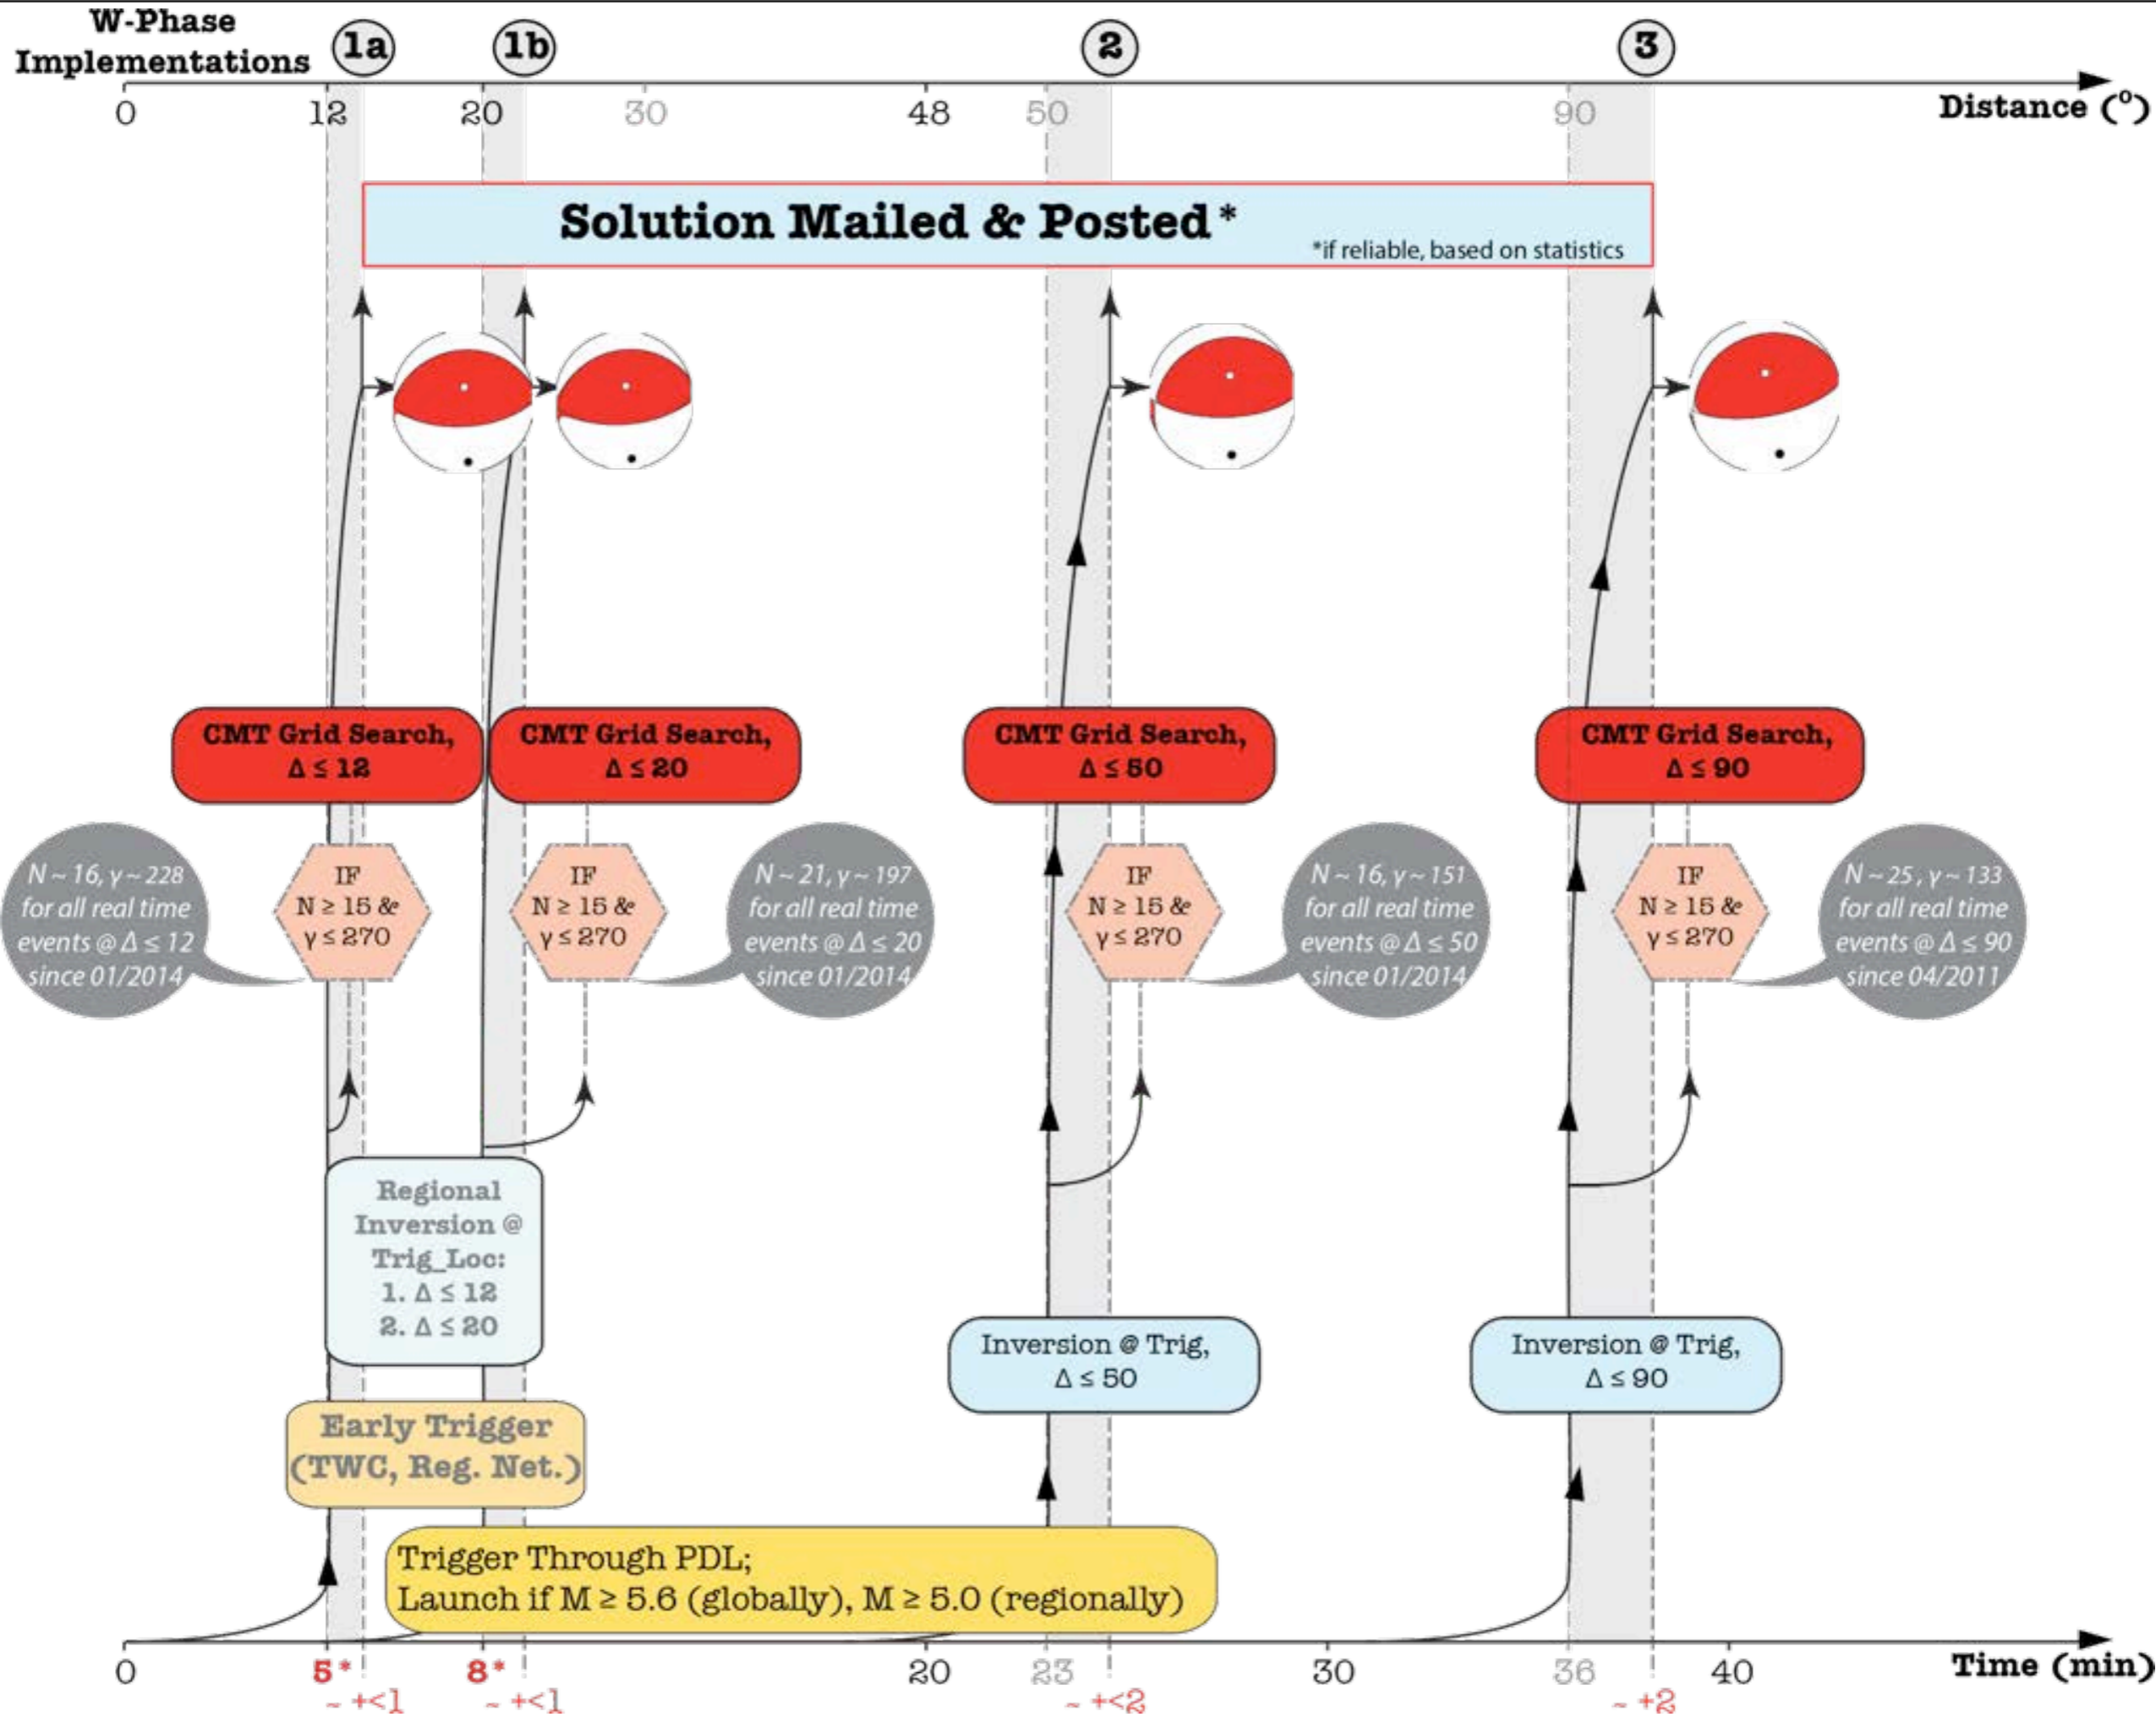 W-Phase
Implementations
1a
1b
2
3
0
12
20
30
48
50
90
Distance (°)
Solution Mailed & Posted*
*if reliable, based on statistics
CMT Grid Search,
Δ ≤ 12
CMT Grid Search,
Δ ≤ 20
CMT Grid Search,
Δ ≤ 50
CMT Grid Search,
Δ ≤ 90
N ~ 16, γ ~ 228
for all real time
events @ Δ ≤ 12
since 01/2014
IF
N ≥ 15 &
γ ≤ 270
IF
N ≥ 15 &
γ ≤ 270
N ~ 21, γ ~ 197
for all real time
events @ Δ ≤ 20
since 01/2014
IF
N ≥ 15 &
γ ≤ 270
N ~ 16, γ ~ 151
for all real time
events @ Δ ≤ 50
since 01/2014
IF
N ≥ 15 &
γ ≤ 270
N ~ 25, γ ~ 133
for all real time
events @ Δ ≤ 90
since 04/2011
Regional
Inversion @
Trig_Loc:
1. Δ ≤ 12
2. Δ ≤ 20
Inversion @ Trig,
Δ ≤ 50
Inversion @ Trig,
Δ ≤ 90
Early Trigger
(TWC, Reg. Net.)
Trigger Through PDL;
Launch if M ≥ 5.6 (globally), M ≥ 5.0 (regionally)
0
5*
8*
20
23
30
36
40
Time (min)
~ +<1
~ +<1
~ +<2
~ +2